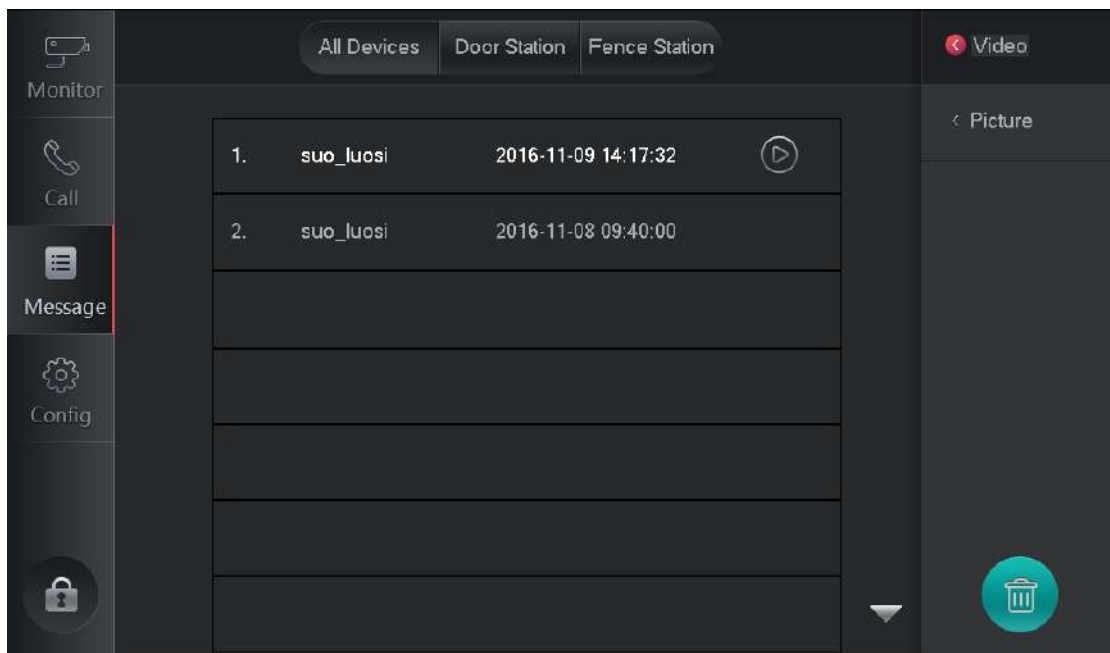 All Devices Door Station Fence Station
Video
Monitor
Picture
1. suo_luosi 2016-11-09 14:17:32
Call
2. suo_luosi 2016-11-08 09:40:00
Message
Config